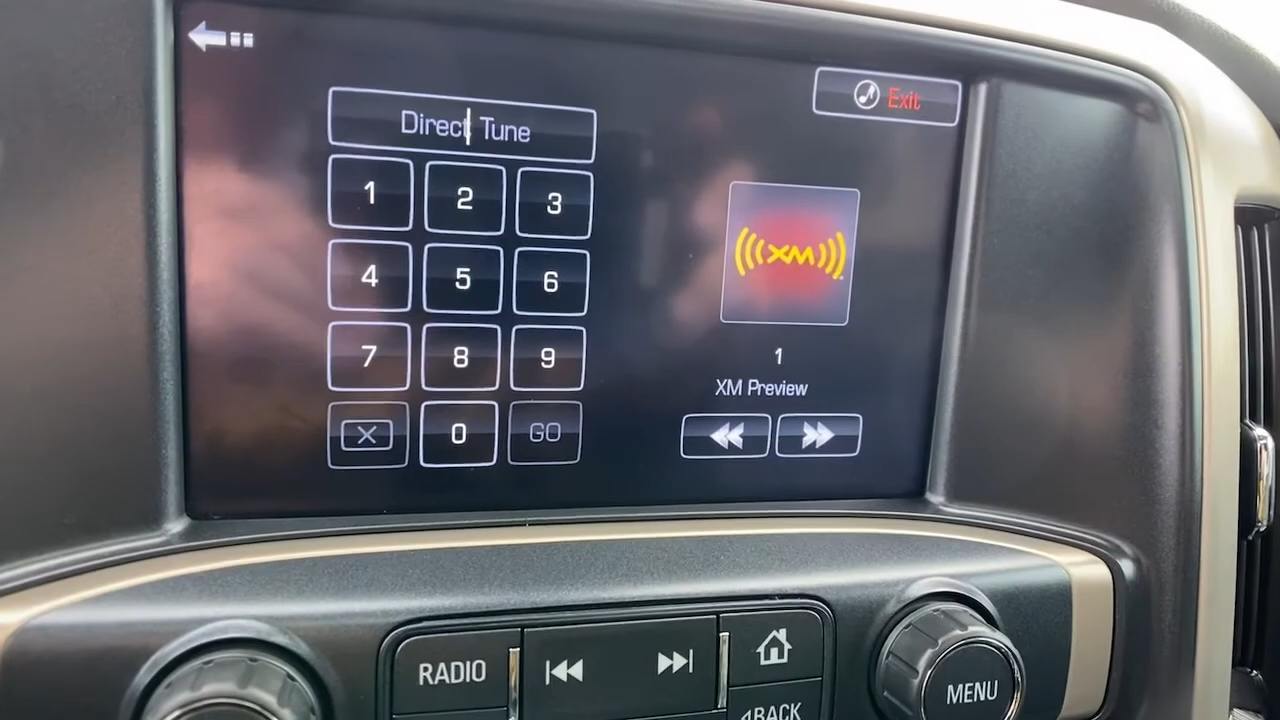 Direct Tune
Exit
1 2 3
4 5 6
7 8 9
0 GO
XM
1
XM Preview
RADIO
MENU
BACK